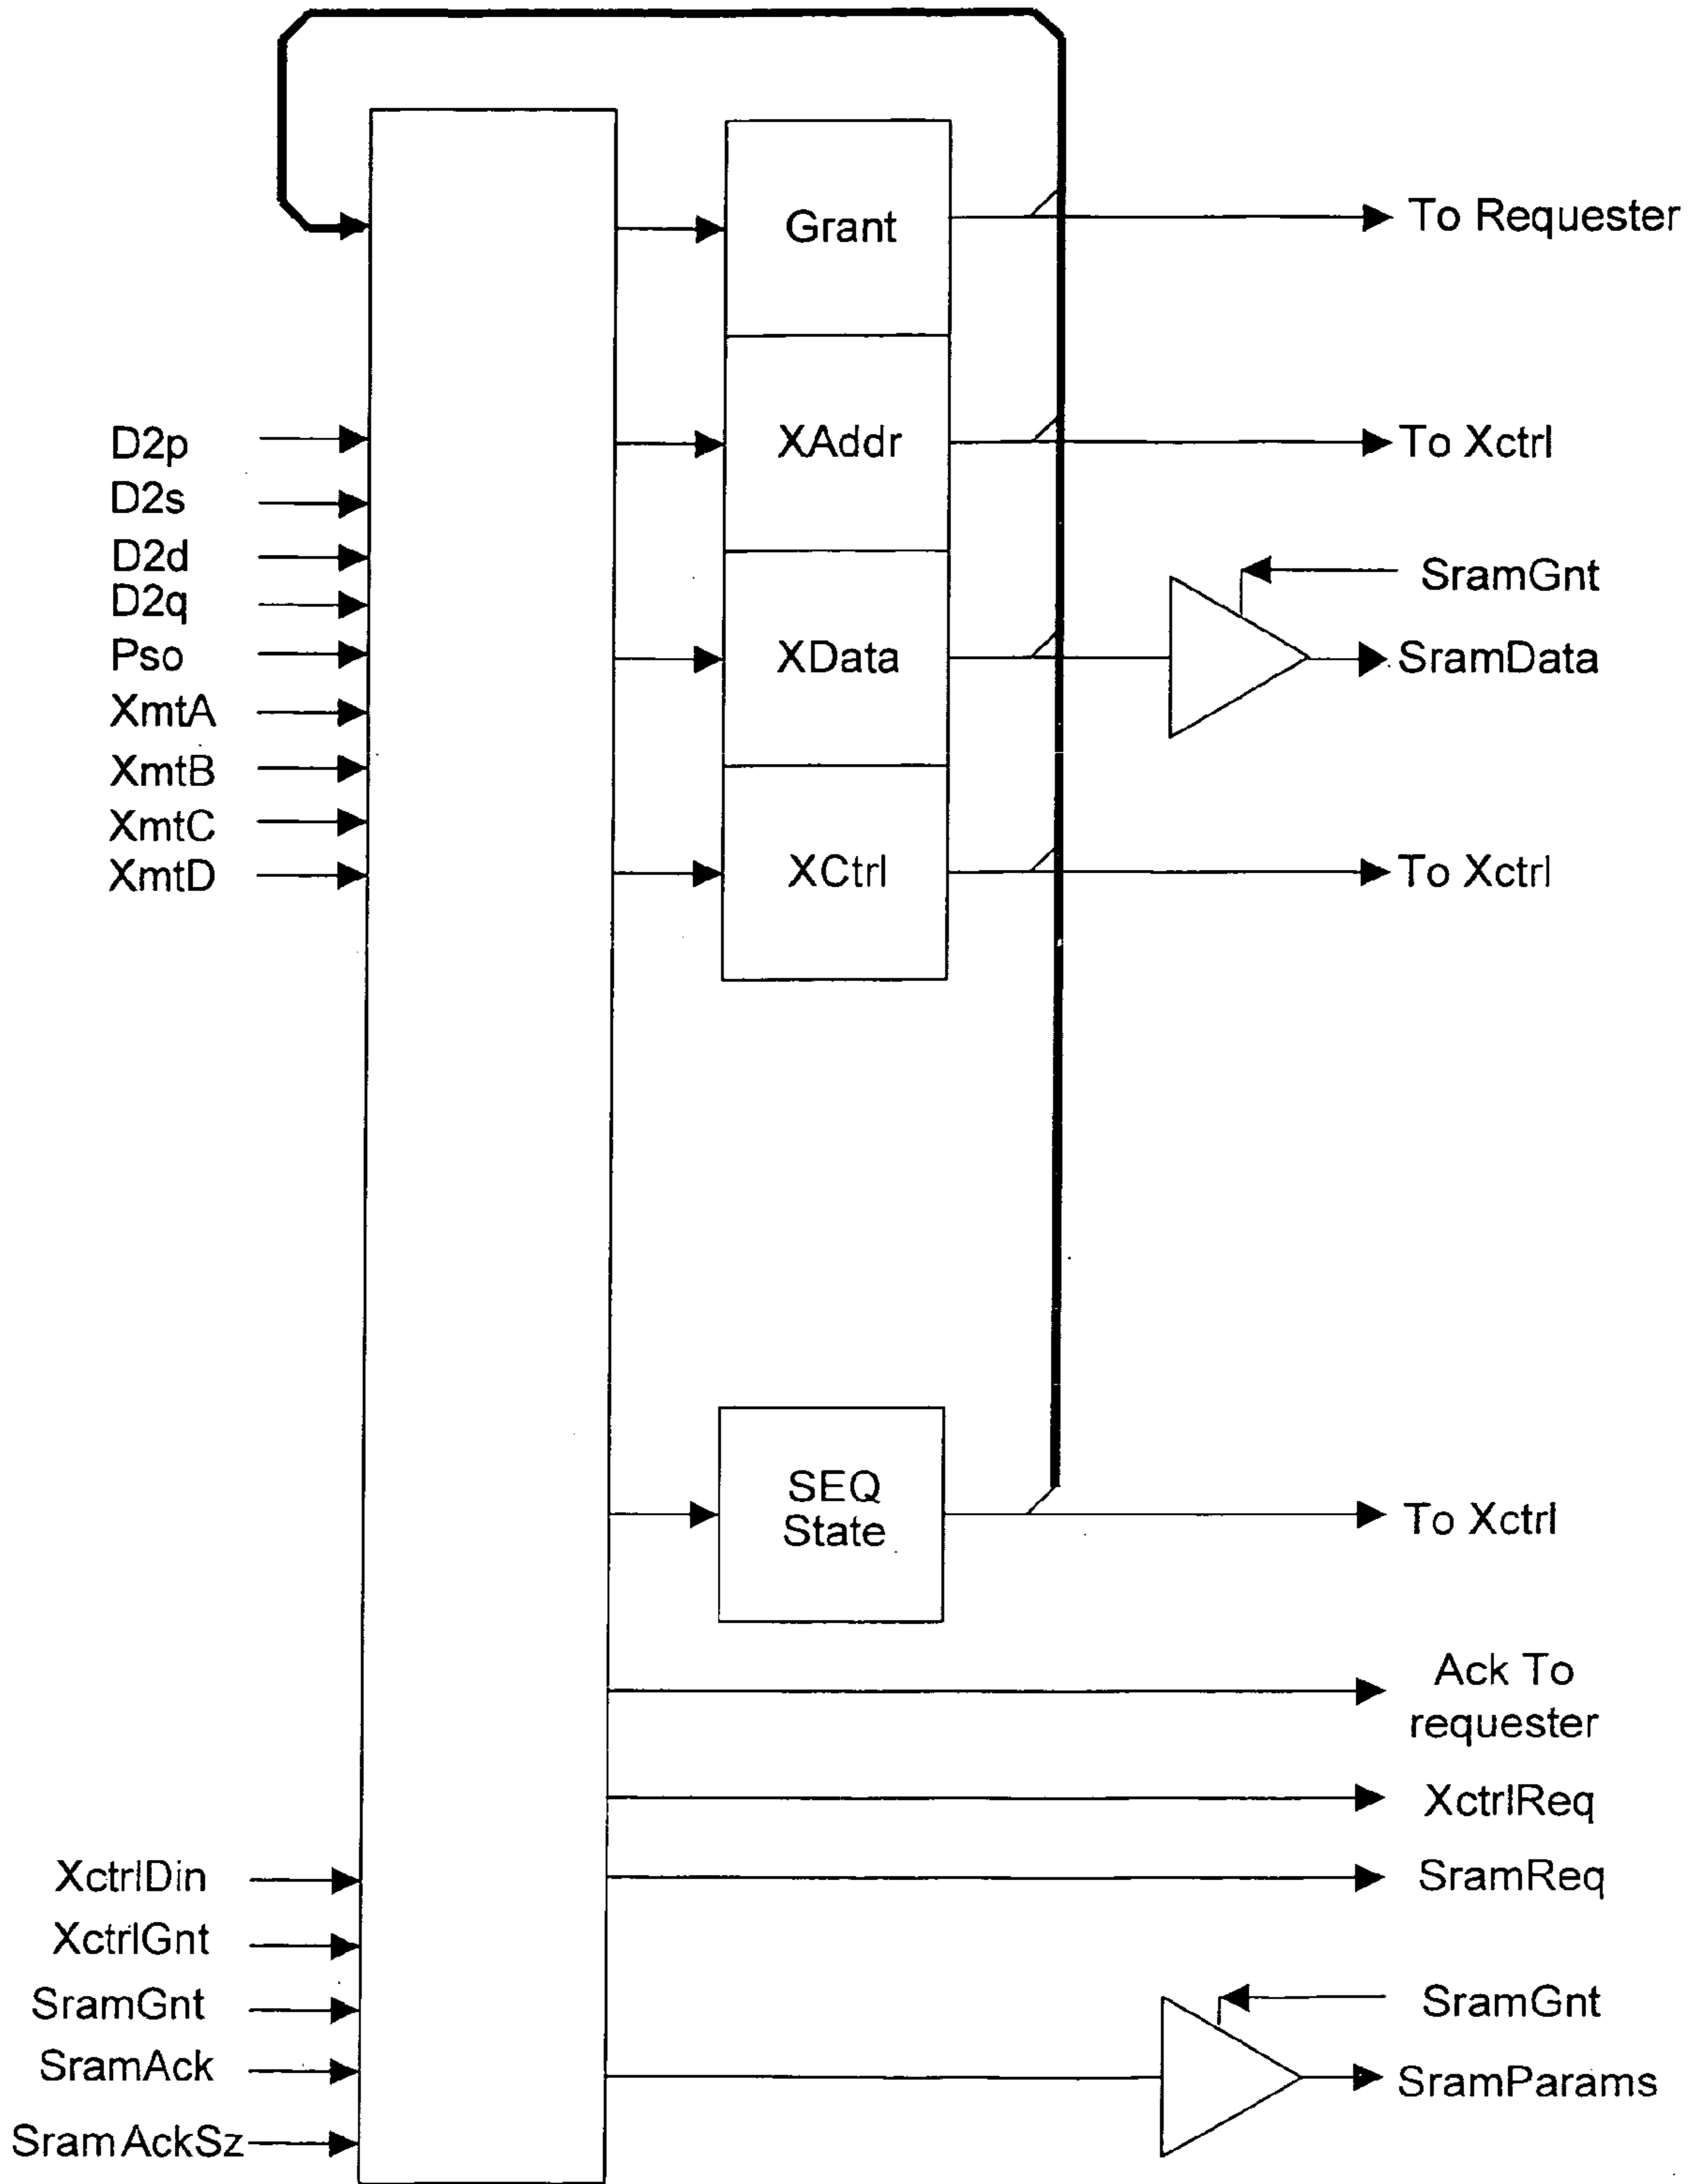 Grant
To Requester
D2p
XAddr
To Xctrl
D2s
D2d
SramGnt
D2q
Pso
XData
SramData
XmtA
XmtB
XmtC
XmtD
XCtrl
To Xctrl
SEQ
State
To Xctrl
Ack To
requester
XctrlReq
XctrlDin
SramReq
XctrlGnt
SramGnt
SramGnt
SramAck
SramParams
SramAckSz